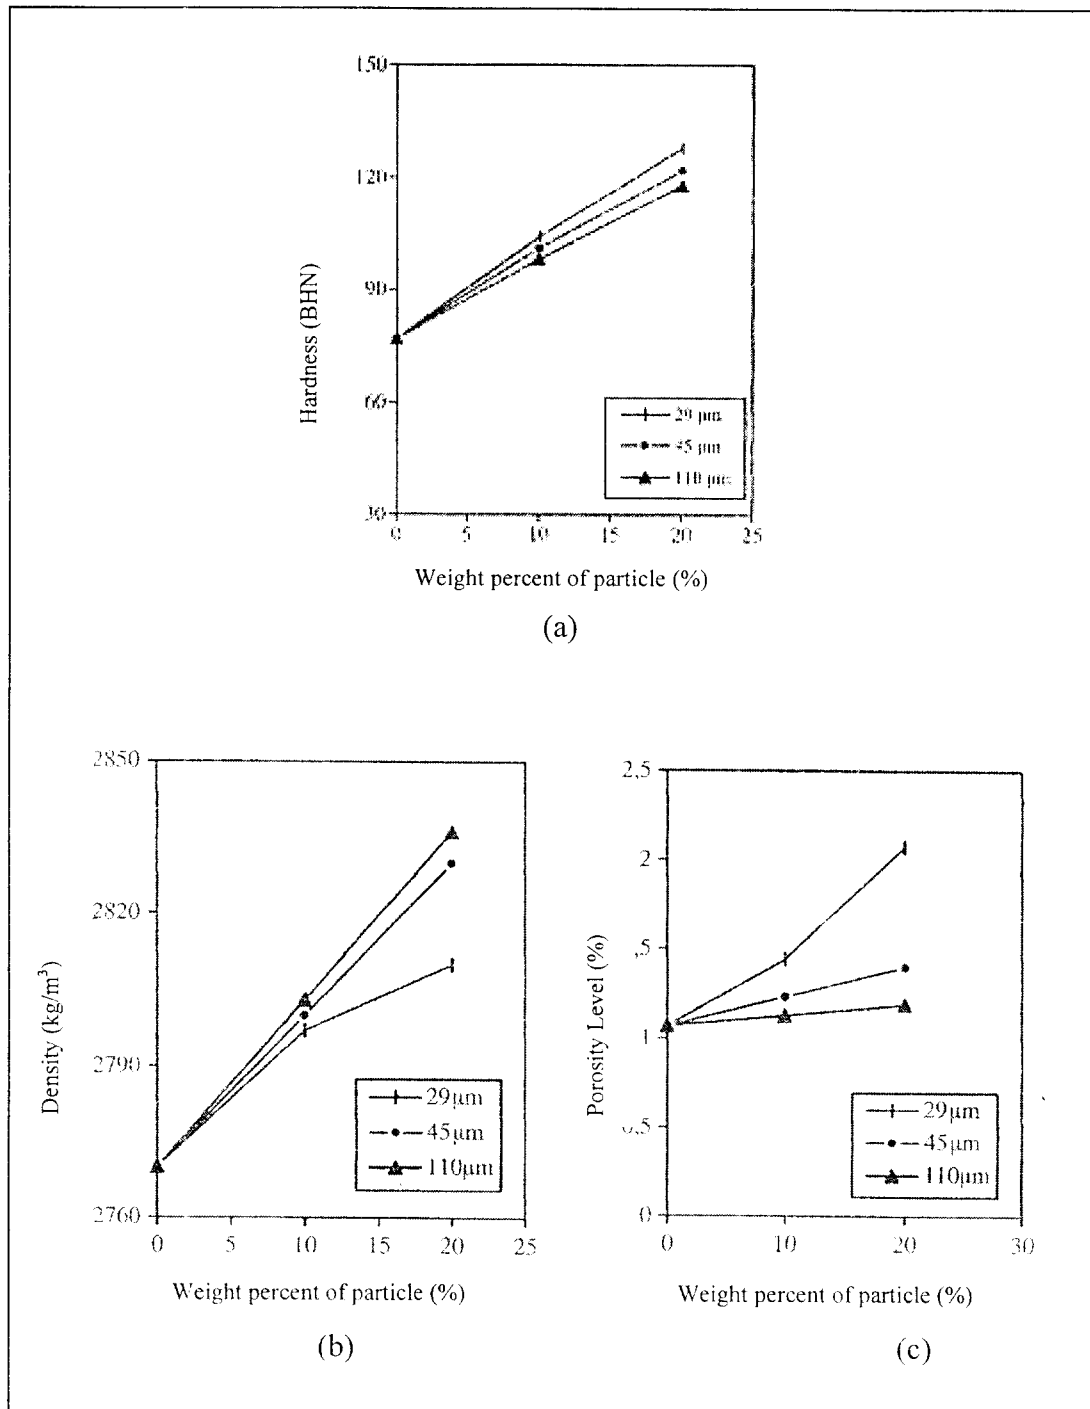 150
120
90
60
30
Hardness (BHN)
29 µm
45 µm
110 µm
0 5 10 15 20 25
Weight percent of particle (%)
(a)
2850
2820
2790
2760
Density (kg/m³)
29µm
45µm
110µm
0 5 10 15 20 25
Weight percent of particle (%)
(b)
2,5
2
,5
1
0,5
0
Porosity Level (%)
29µm
45µm
110µm
0 10 20 30
Weight percent of particle (%)
(c)